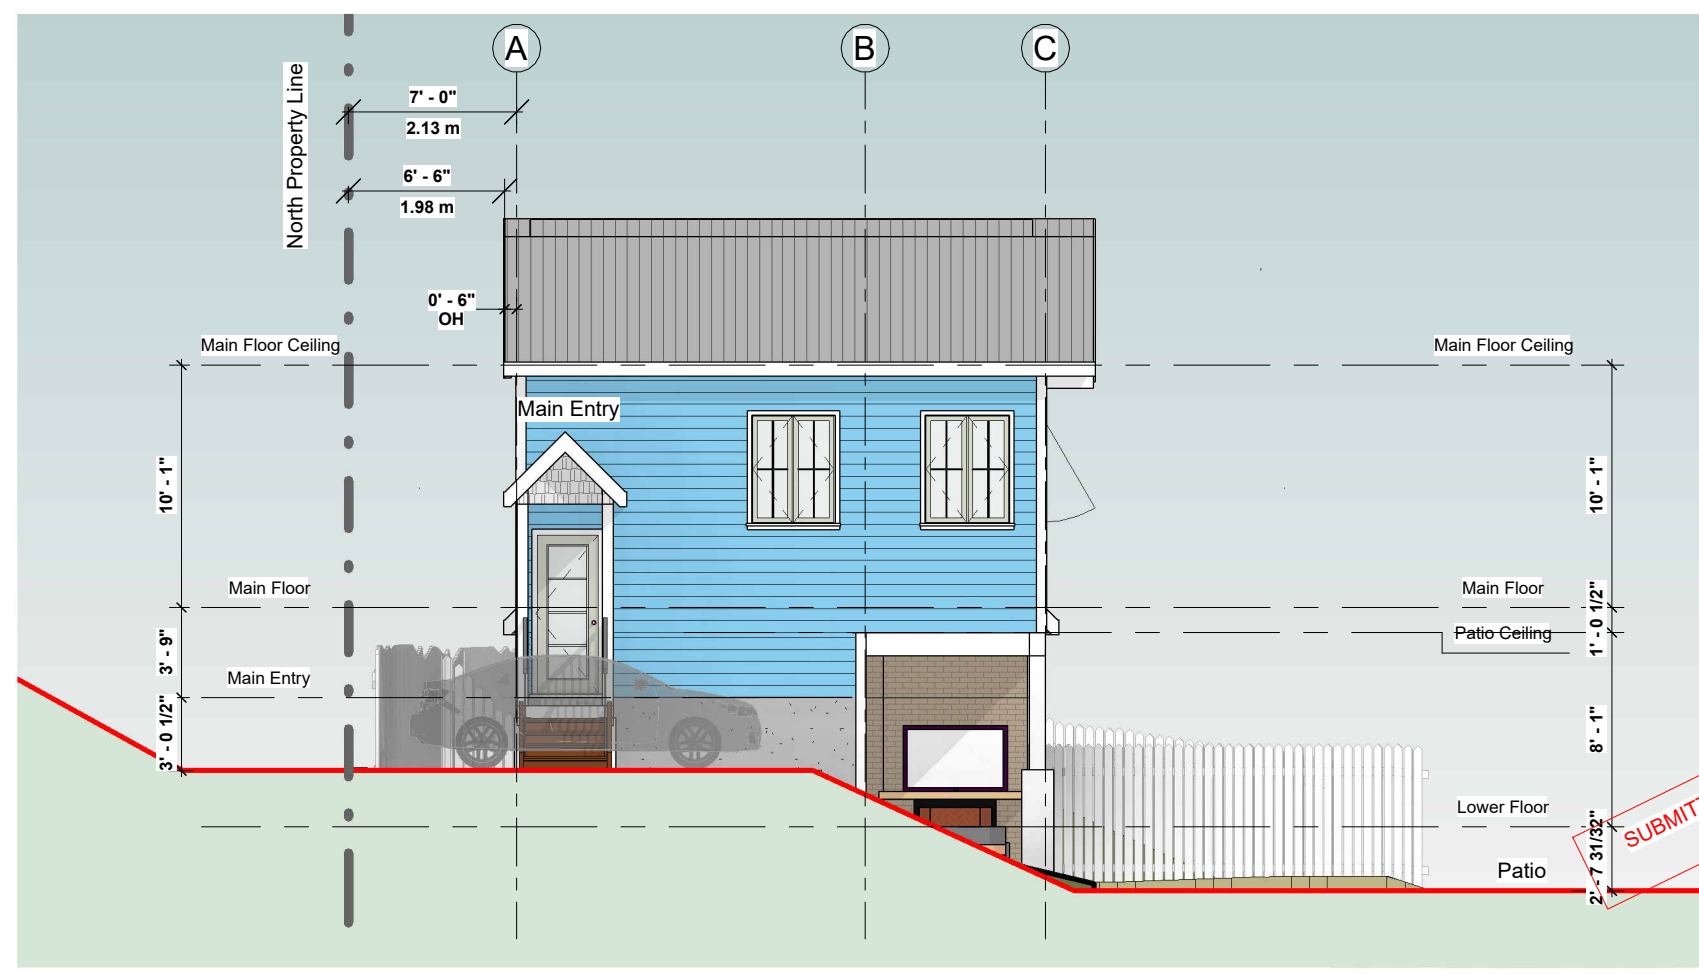 A
B
C
North Property Line
7' - 0"
2.13 m
6' - 6"
1.98 m
0' - 6"
OH
Main Floor Ceiling
Main Floor Ceiling
Main Entry
10' - 1"
10' - 1"
Main Floor
Main Floor
1' - 0 1/2"
Patio Ceiling
3' - 9"
Main Entry
3' - 0 1/2"
8' - 1"
Lower Floor
2' - 7 31/32"
SUBMITT
Patio